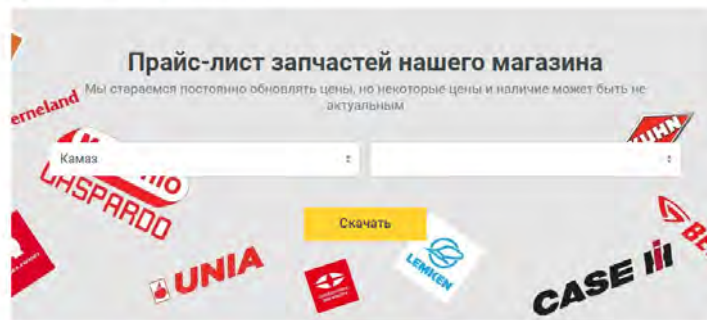 Прайс-лист запчастей нашего магазина
Мы стараемся постоянно обновлять цены, но некоторые цены и наличие может быть не
актуальным
erneland
KUHN
Камаз
GASPARDO
Скачать
UNIA
LEMKEN
CASE IH